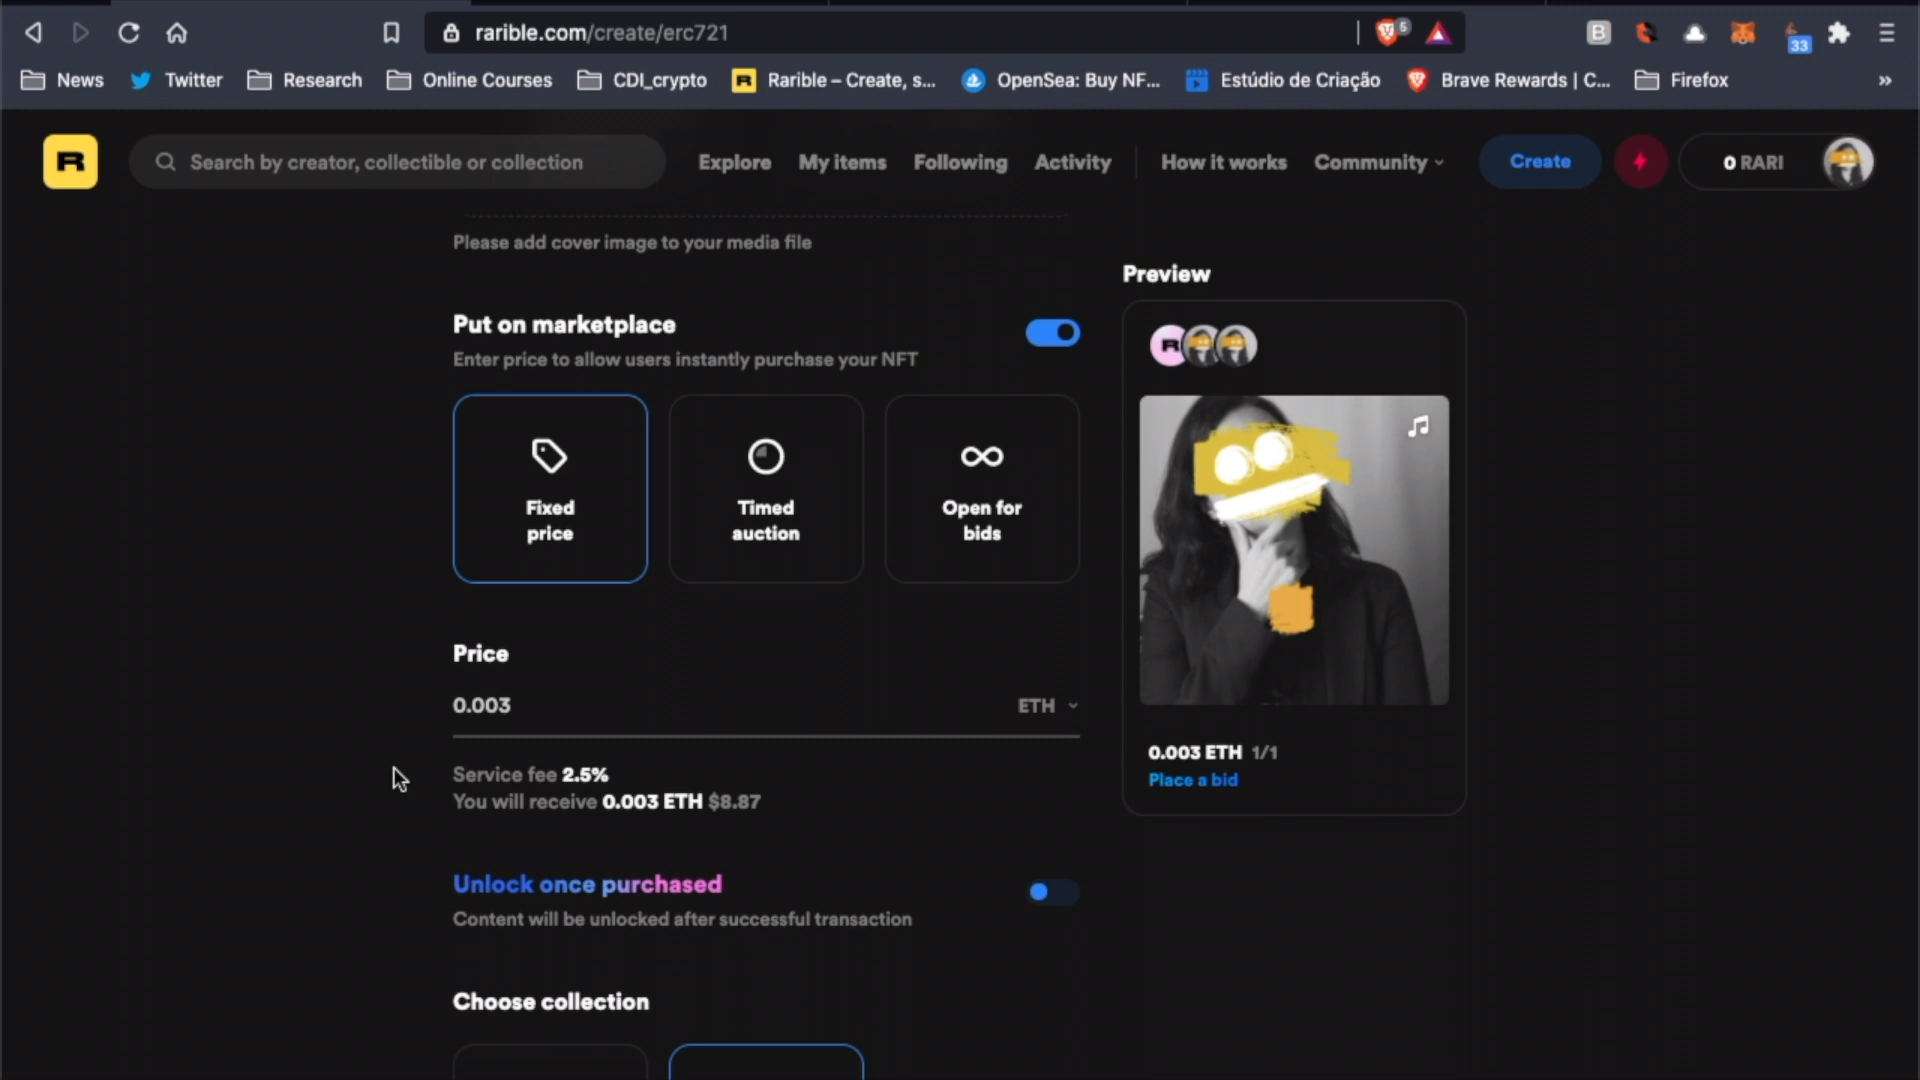 rarible.com/create/erc721
5
B
33
News
Twitter
Research
Online Courses
CDI_crypto
R
Rarible – Create, s...
OpenSea: Buy NF...
Estúdio de Criação
Brave Rewards | C...
Firefox
»
R
Search by creator, collectible or collection
Explore
My items
Following
Activity
How it works
Community
Create
0 RARI
Please add cover image to your media file
Preview
Put on marketplace
Enter price to allow users instantly purchase your NFT
R
Fixed
price
Timed
auction
Open for
bids
Price
0.003
ETH
Service fee 2.5%
You will receive 0.003 ETH $8.87
0.003 ETH 1/1
Place a bid
Unlock once purchased
Content will be unlocked after successful transaction
Choose collection